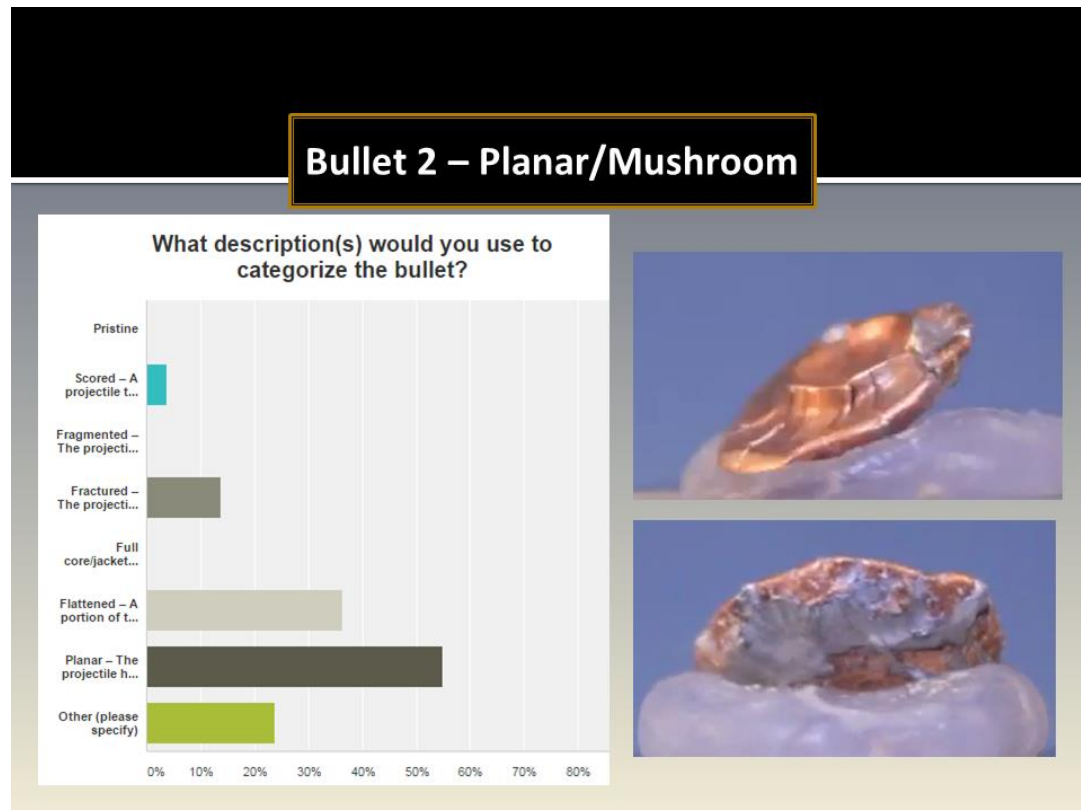 Bullet 2 – Planar/Mushroom
What description(s) would you use to
categorize the bullet?
Pristine
Scored – A
projectile t...
Fragmented –
The projecti...
Fractured –
The projecti...
Full
core/jacket...
Flattened – A
portion of t...
Planar – The
projectile h...
Other (please
specify)
0% 10% 20% 30% 40% 50% 60% 70% 80%